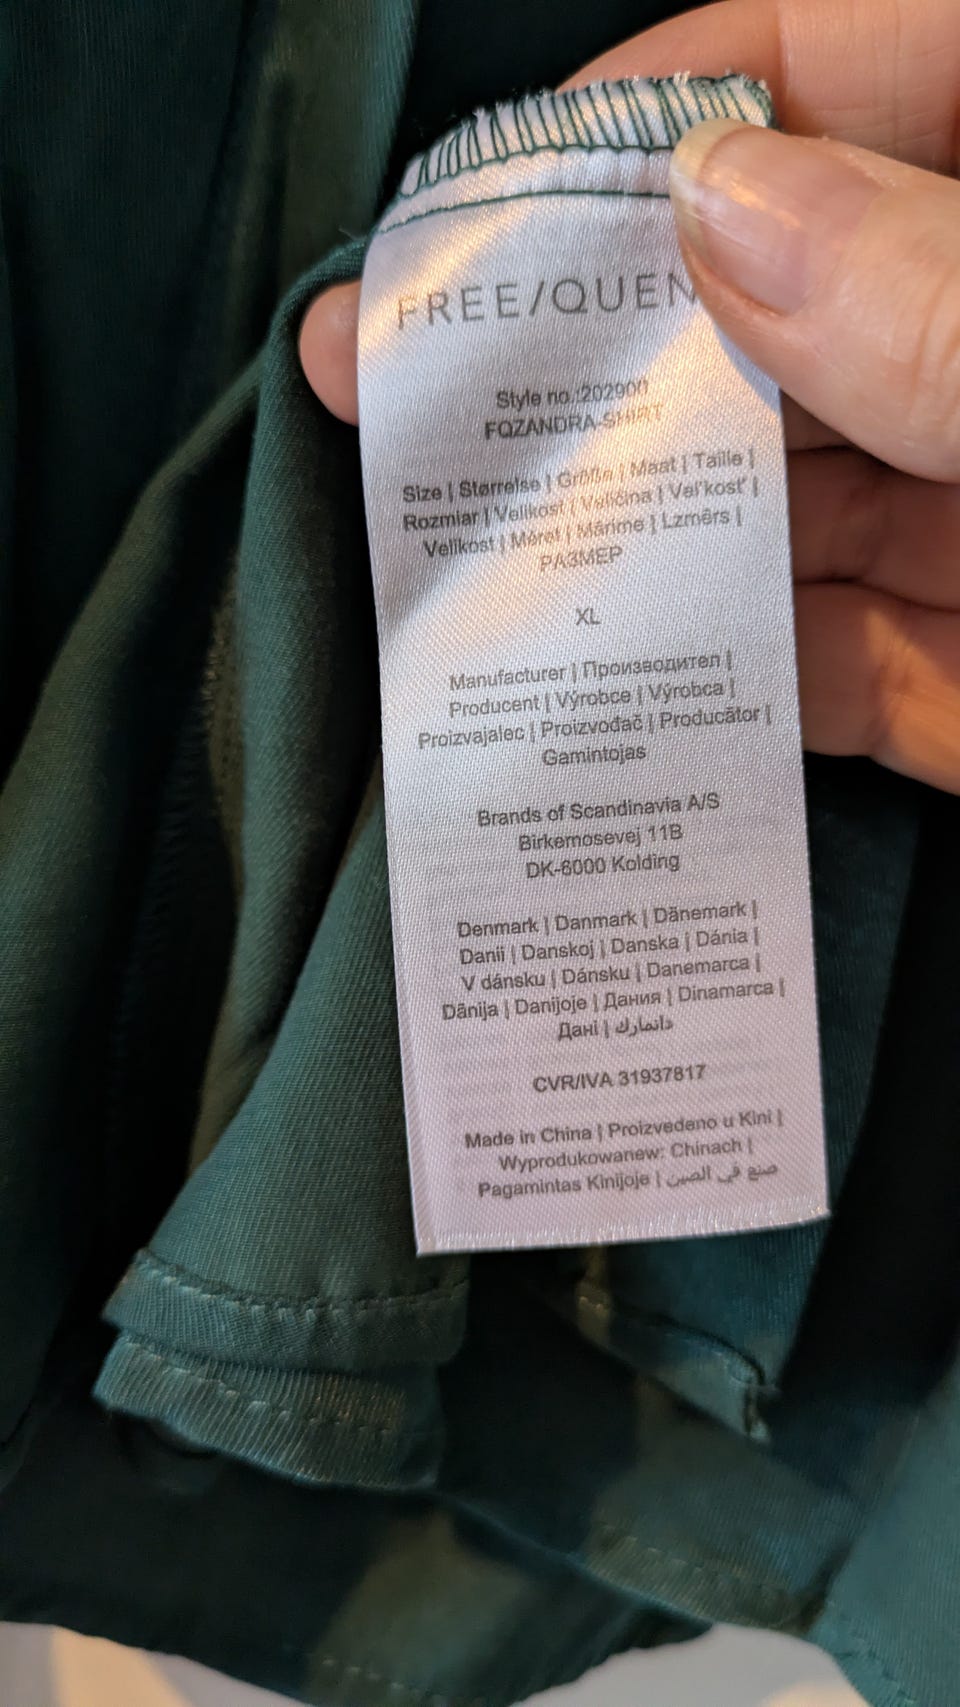 FREE/QUEN
Style no.:202900
FQZANDRA-SHIRT
Size | Størrelse | Größe | Maat | Taille |
Rozmiar | Velikost | Veličina | Vel'kosť |
Velikost | Méret | Mărime | Lzmērs |
РАЗМЕР
XL
Manufacturer | Производител |
Producent | Výrobce | Výrobca |
Proizvajalec | Proizvođač | Producător |
Gamintojas
Brands of Scandinavia A/S
Birkemosevej 11B
DK-6000 Kolding
Denmark | Danmark | Dänemark |
Danii | Danskoj | Danska | Dánia |
V dánsku | Dánsku | Danemarca |
Dānija | Danijoje | Дания | Dinamarca |
Дані | دانمارك
CVR/IVA 31937817
Made in China | Proizvedeno u Kini |
Wyprodukowanew: Chinach |
Pagamintas Kinijoje | صنع في الصين